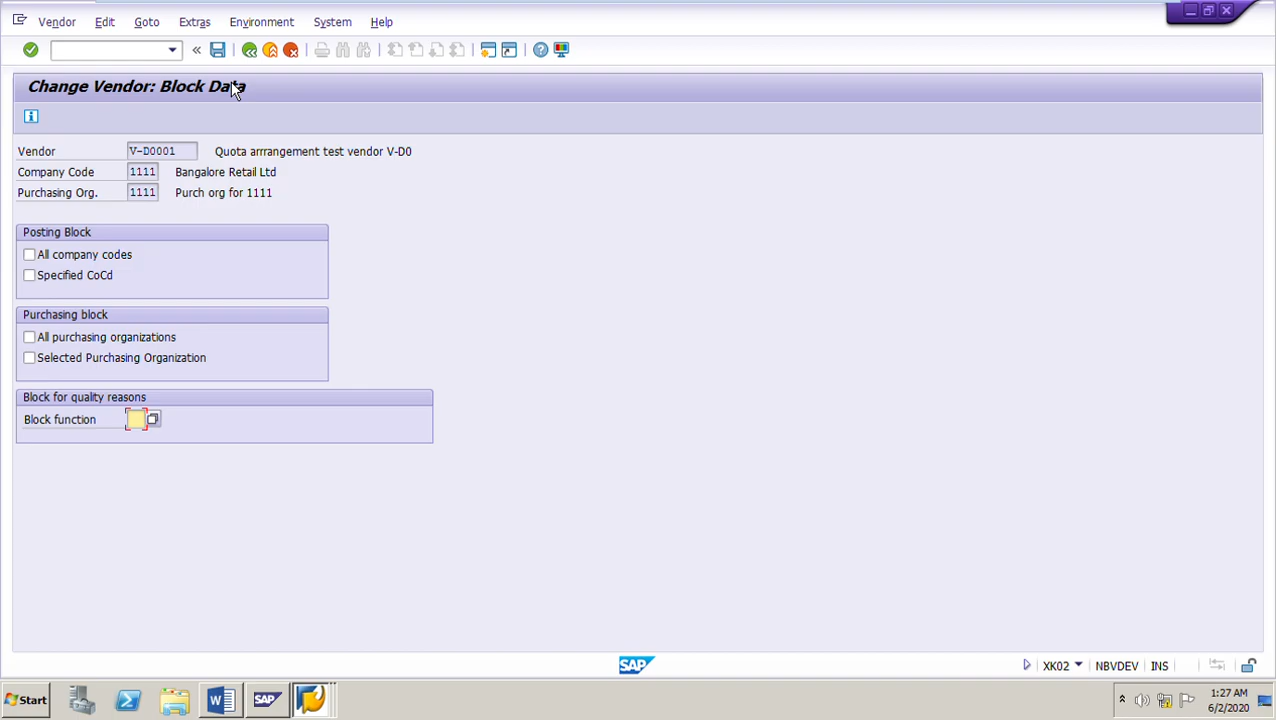 Vendor Edit Goto Extras Environment System Help
Change Vendor: Block Data
Vendor V-D0001 Quota arrrangement test vendor V-D0
Company Code 1111 Bangalore Retail Ltd
Purchasing Org. 1111 Purch org for 1111
Posting Block
All company codes
Specified CoCd
Purchasing block
All purchasing organizations
Selected Purchasing Organization
Block for quality reasons
Block function
SAP XK02 NBVDEV INS
Start SAP 1:27 AM
6/2/2020